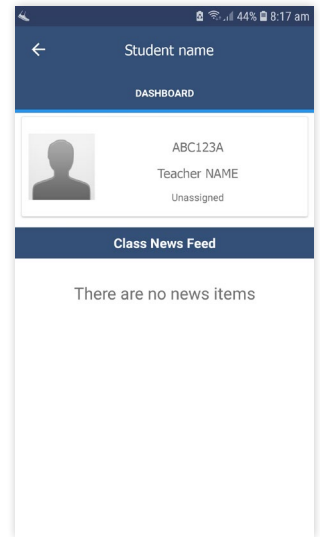 44% 8:17 am
Student name
DASHBOARD
ABC123A
Teacher NAME
Unassigned
Class News Feed
There are no news items